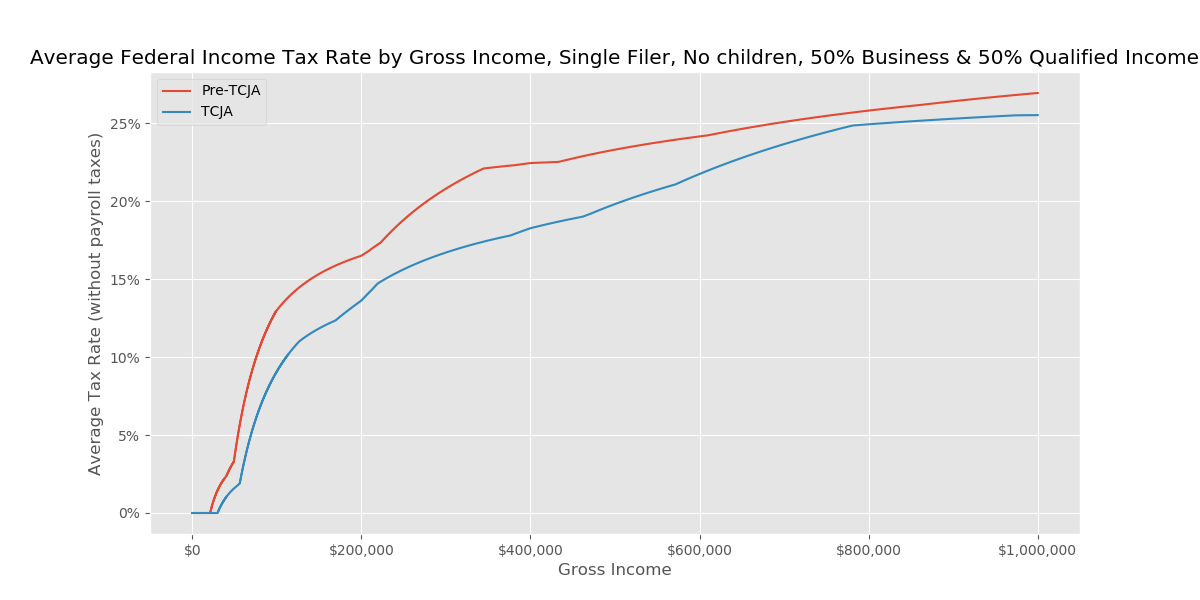 Average Federal Income Tax Rate by Gross Income, Single Filer, No children, 50% Business & 50% Qualified Income
Pre-TCJA
TCJA
Average Tax Rate (without payroll taxes)
25%
20%
15%
10%
5%
0%
$0 $200,000 $400,000 $600,000 $800,000 $1,000,000
Gross Income